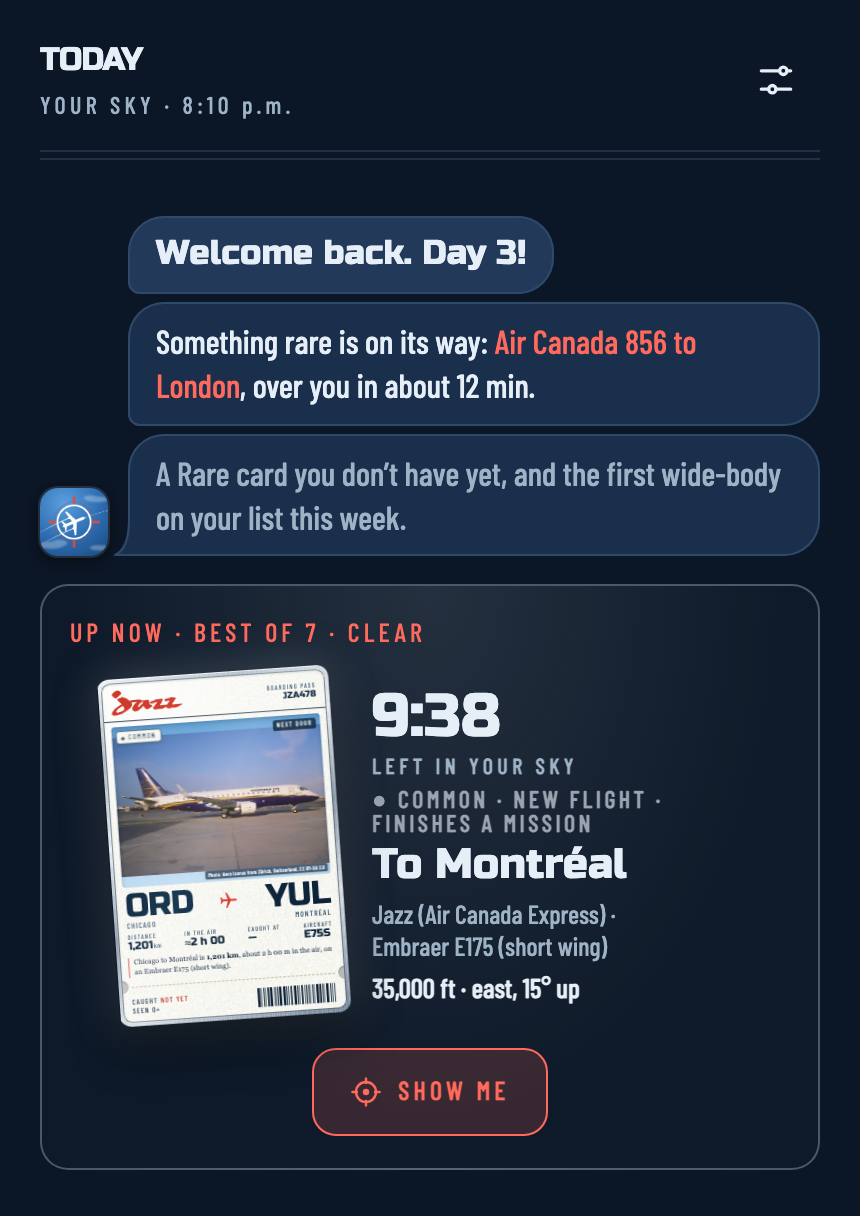 TODAY
YOUR SKY · 8:10 p.m.
Welcome back. Day 3!
Something rare is on its way: Air Canada 856 to
London, over you in about 12 min.
A Rare card you don’t have yet, and the first wide-body
on your list this week.
UP NOW · BEST OF 7 · CLEAR
Jazz
BOARDING PASS
JZA478
COMMON
NEXT DOOR
ORD
YUL
CHICAGO
MONTRÉAL
DISTANCE
1,201km
IN THE AIR
≈2 h 00
CAUGHT AT
—
AIRCRAFT
E75S
Chicago to Montréal is 1,201 km, about 2 h 00 m in the air, on
an Embraer E175 (short wing).
CAUGHT NOT YET
SEEN 0×
9:38
LEFT IN YOUR SKY
● COMMON · NEW FLIGHT ·
FINISHES A MISSION
To Montréal
Jazz (Air Canada Express) ·
Embraer E175 (short wing)
35,000 ft · east, 15° up
SHOW ME